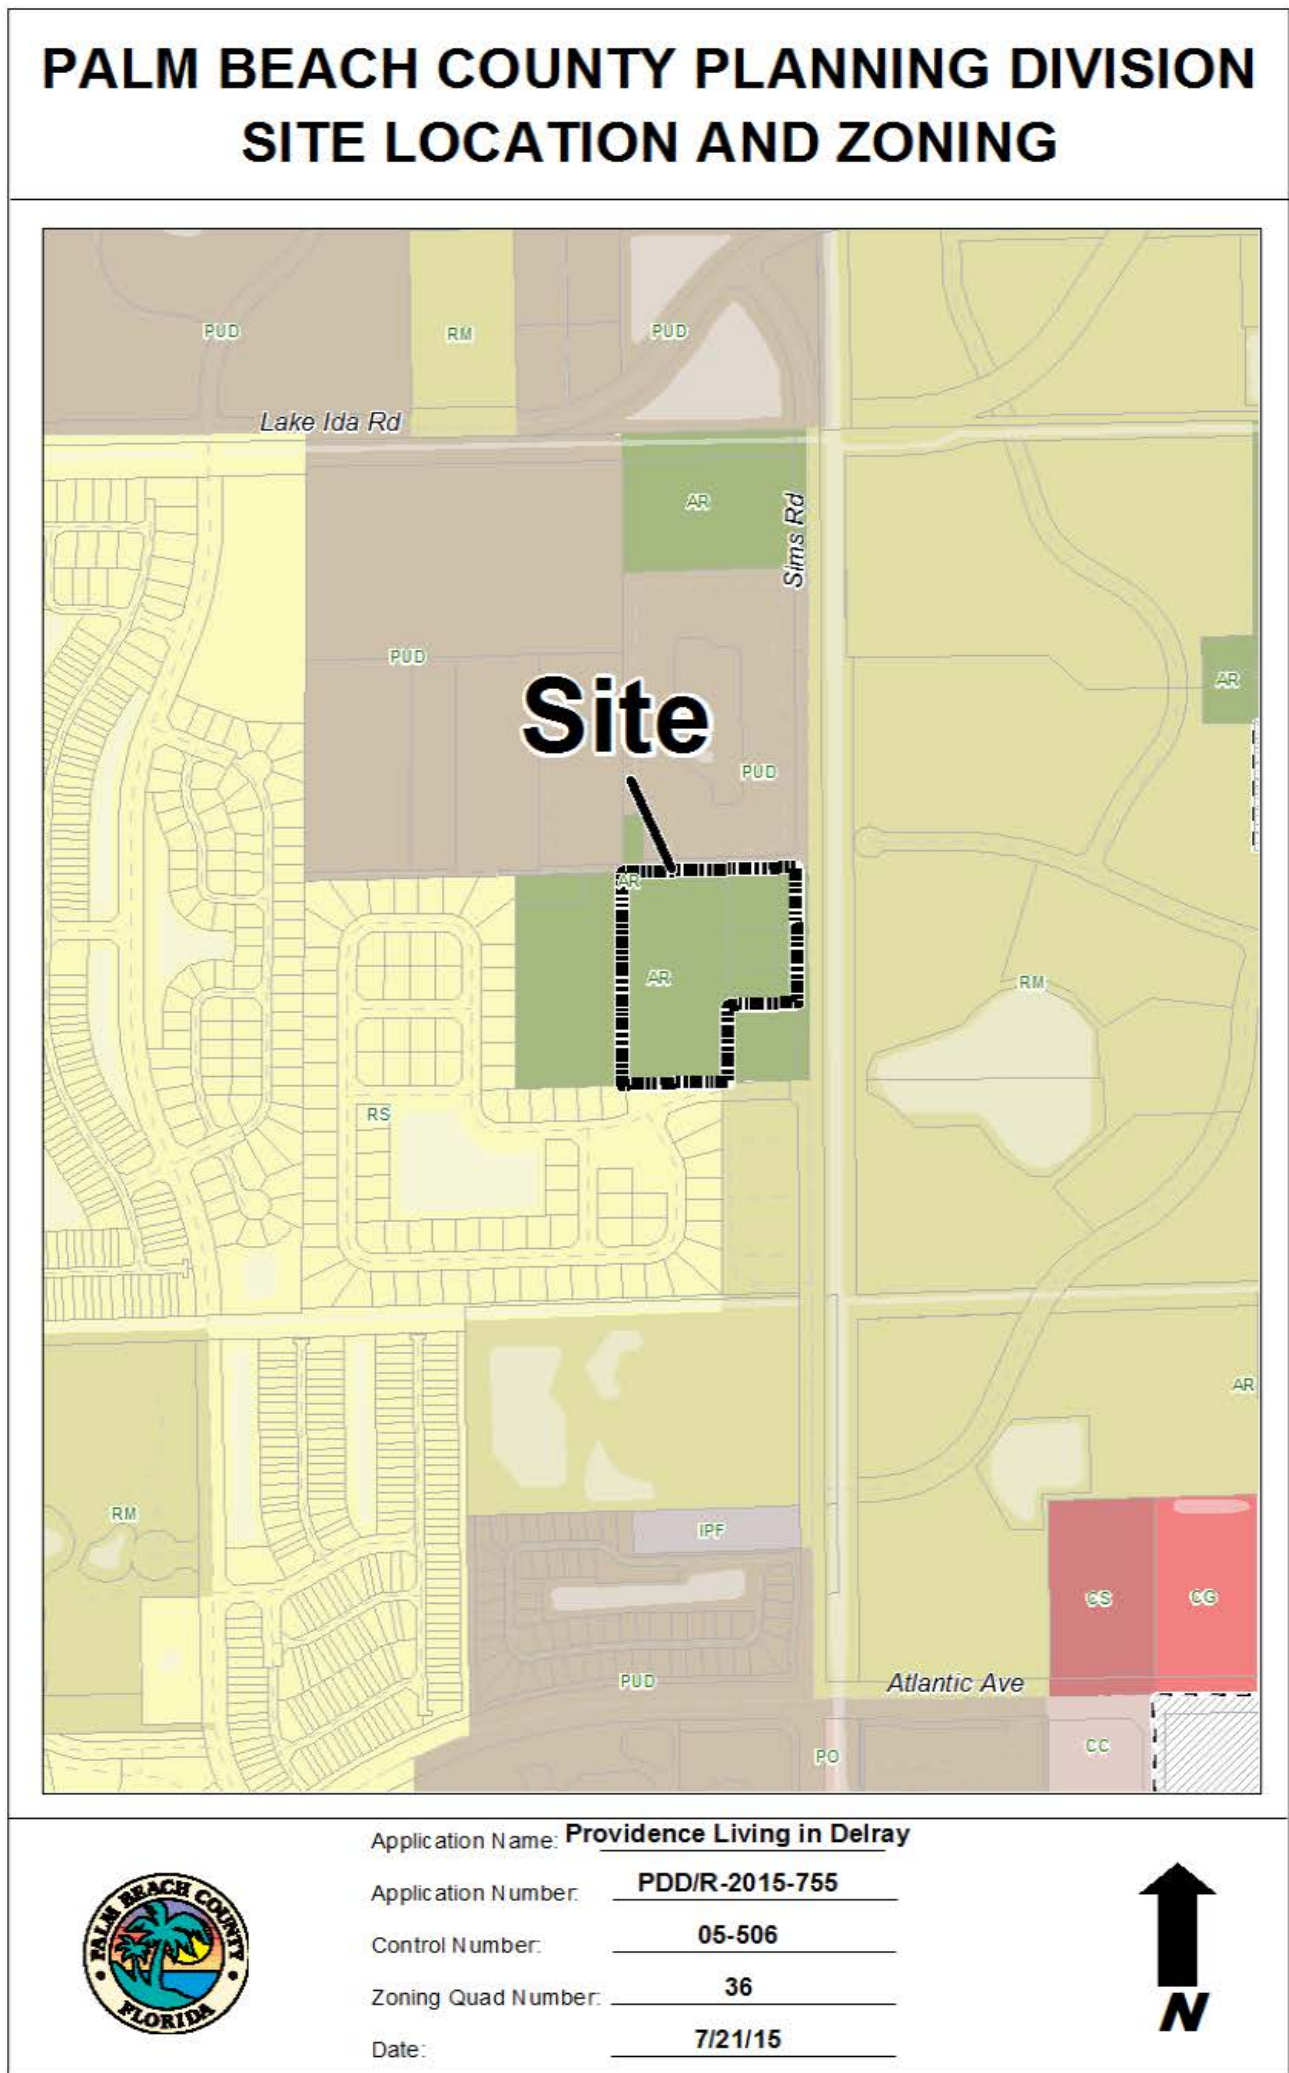 PALM BEACH COUNTY PLANNING DIVISION
SITE LOCATION AND ZONING
PUD
RM
PUD
Lake Ida Rd
AR
Sims Rd
PUD
AR
Site
PUD
AR
AR
RM
RS
AR
RM
IPF
CS
CG
PUD
Atlantic Ave
PO
CC
Application Name: Providence Living in Delray
Application Number: PDD/R-2015-755
Control Number: 05-506
Zoning Quad Number: 36
Date: 7/21/15
PALM BEACH COUNTY
FLORIDA
N